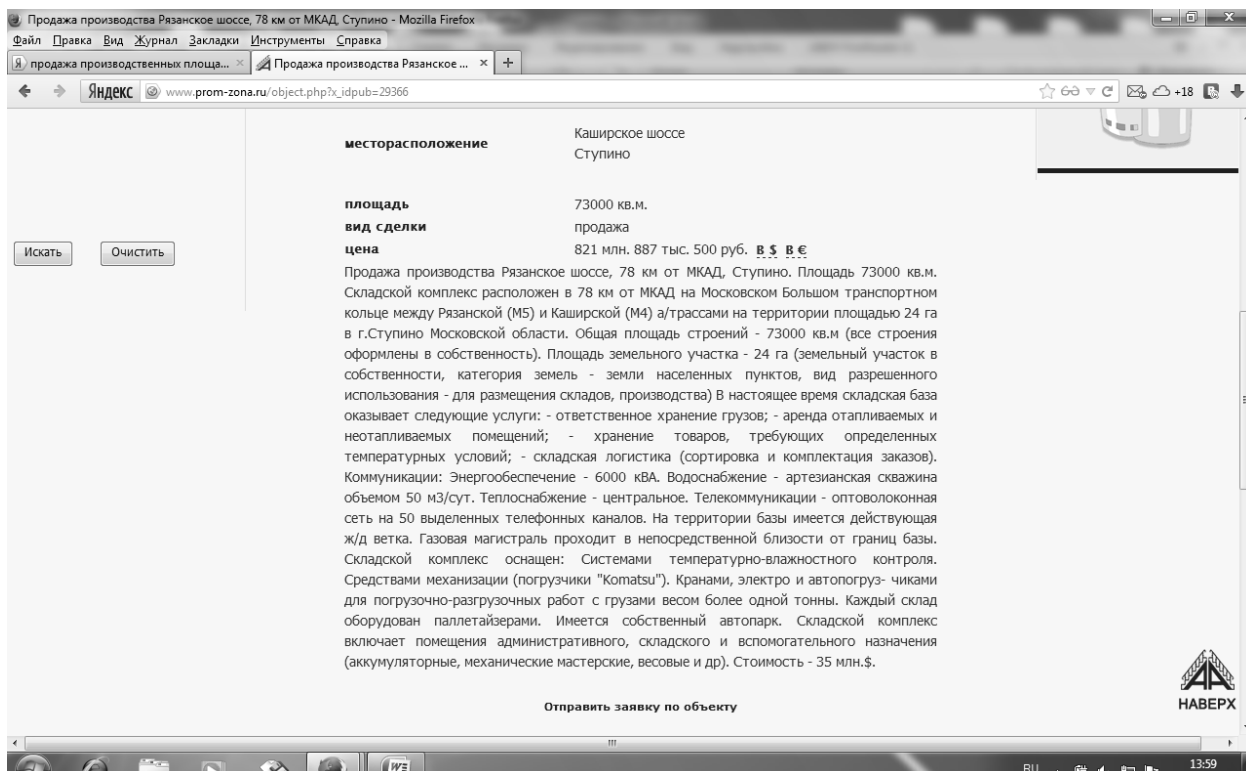 Продажа производства Рязанское шоссе, 78 км от МКАД, Ступино - Mozilla Firefox
Файл Правка Вид Журнал Закладки Инструменты Справка
продажа производственных площа... × Продажа производства Рязанское ... × +
Яндекс www.prom-zona.ru/object.php?x_idpub=29366 +18
месторасположение
Каширское шоссе
Ступино
площадь 73000 кв.м.
вид сделки продажа
Искать Очистить
цена 821 млн. 887 тыс. 500 руб. В $ В €
Продажа производства Рязанское шоссе, 78 км от МКАД, Ступино. Площадь 73000 кв.м.
Складской комплекс расположен в 78 км от МКАД на Московском Большом транспортном
кольце между Рязанской (М5) и Каширской (М4) а/трассами на территории площадью 24 га
в г.Ступино Московской области. Общая площадь строений - 73000 кв.м (все строения
оформлены в собственность). Площадь земельного участка - 24 га (земельный участок в
собственности, категория земель - земли населенных пунктов, вид разрешенного
использования - для размещения складов, производства) В настоящее время складская база
оказывает следующие услуги: - ответственное хранение грузов; - аренда отапливаемых и
неотапливаемых помещений; - хранение товаров, требующих определенных
температурных условий; - складская логистика (сортировка и комплектация заказов).
Коммуникации: Энергообеспечение - 6000 кВА. Водоснабжение - артезианская скважина
объемом 50 м3/сут. Теплоснабжение - центральное. Телекоммуникации - оптоволоконная
сеть на 50 выделенных телефонных каналов. На территории базы имеется действующая
ж/д ветка. Газовая магистраль проходит в непосредственной близости от границ базы.
Складской комплекс оснащен: Системами температурно-влажностного контроля.
Средствами механизации (погрузчики "Komatsu"). Кранами, электро и автопогруз- чиками
для погрузочно-разгрузочных работ с грузами весом более одной тонны. Каждый склад
оборудован паллетайзерами. Имеется собственный автопарк. Складской комплекс
включает помещения административного, складского и вспомогательного назначения
(аккумуляторные, механические мастерские, весовые и др). Стоимость - 35 млн.$.
НАВЕРХ
Отправить заявку по объекту
RU 13:59